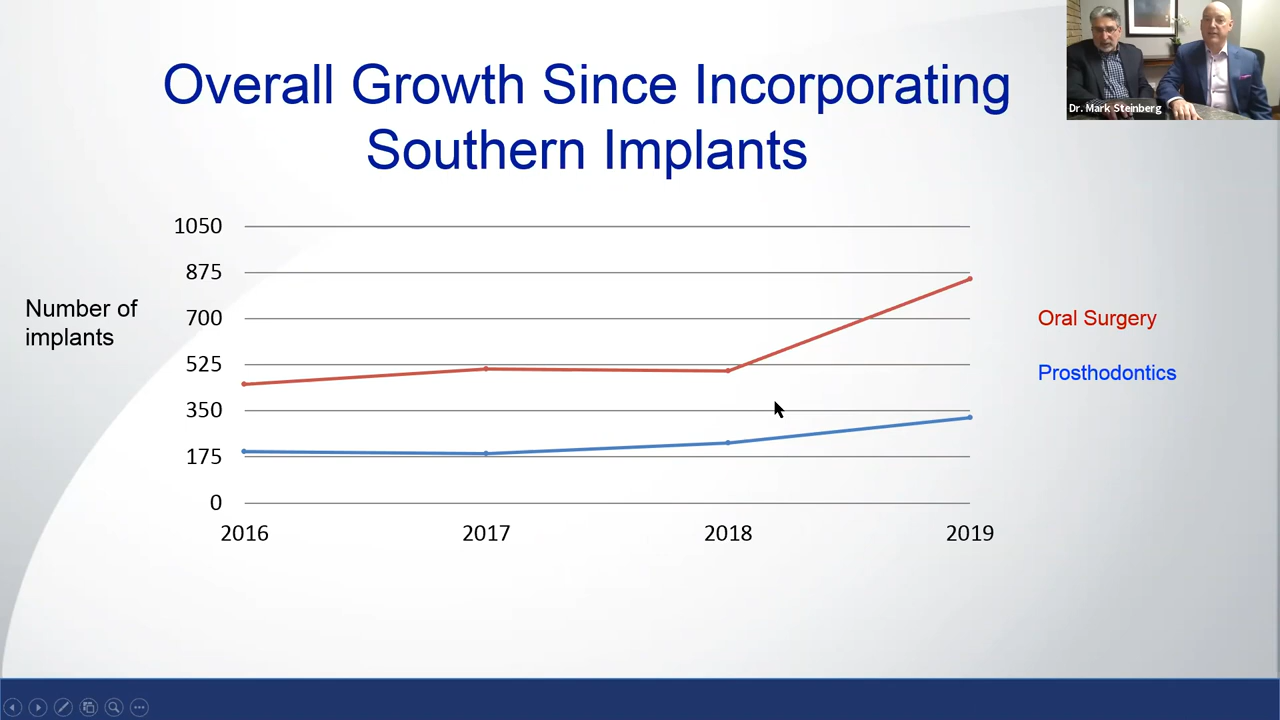 Overall Growth Since Incorporating
Southern Implants
Dr. Mark Steinberg
1050
875
Number of
implants
700
525
350
175
0
2016
2017
2018
2019
Oral Surgery
Prosthodontics